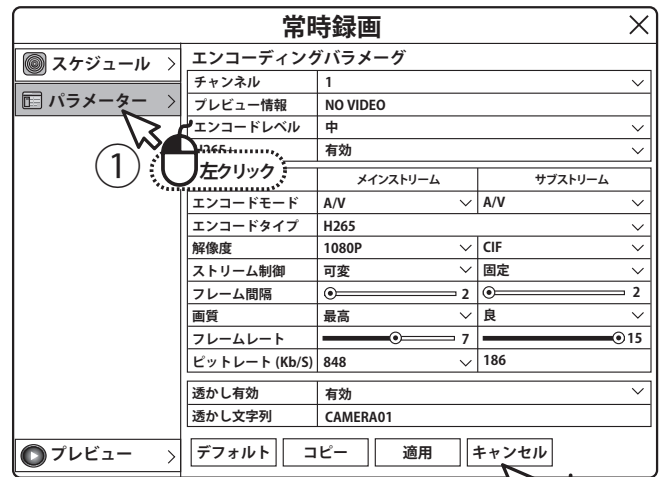 常時録画
スケジュール
パラメーター
① 左クリック
エンコーディングパラメーグ
チャンネル 1
プレビュー情報 NO VIDEO
エンコードレベル 中
H265+ 有効
メインストリーム サブストリーム
エンコードモード A/V A/V
エンコードタイプ H265
解像度 1080P CIF
ストリーム制御 可変 固定
フレーム間隔 2 2
画質 最高 良
フレームレート 7 15
ビットレート (Kb/S) 848 186
透かし有効 有効
透かし文字列 CAMERA01
プレビュー
デフォルト コピー 適用 キャンセル